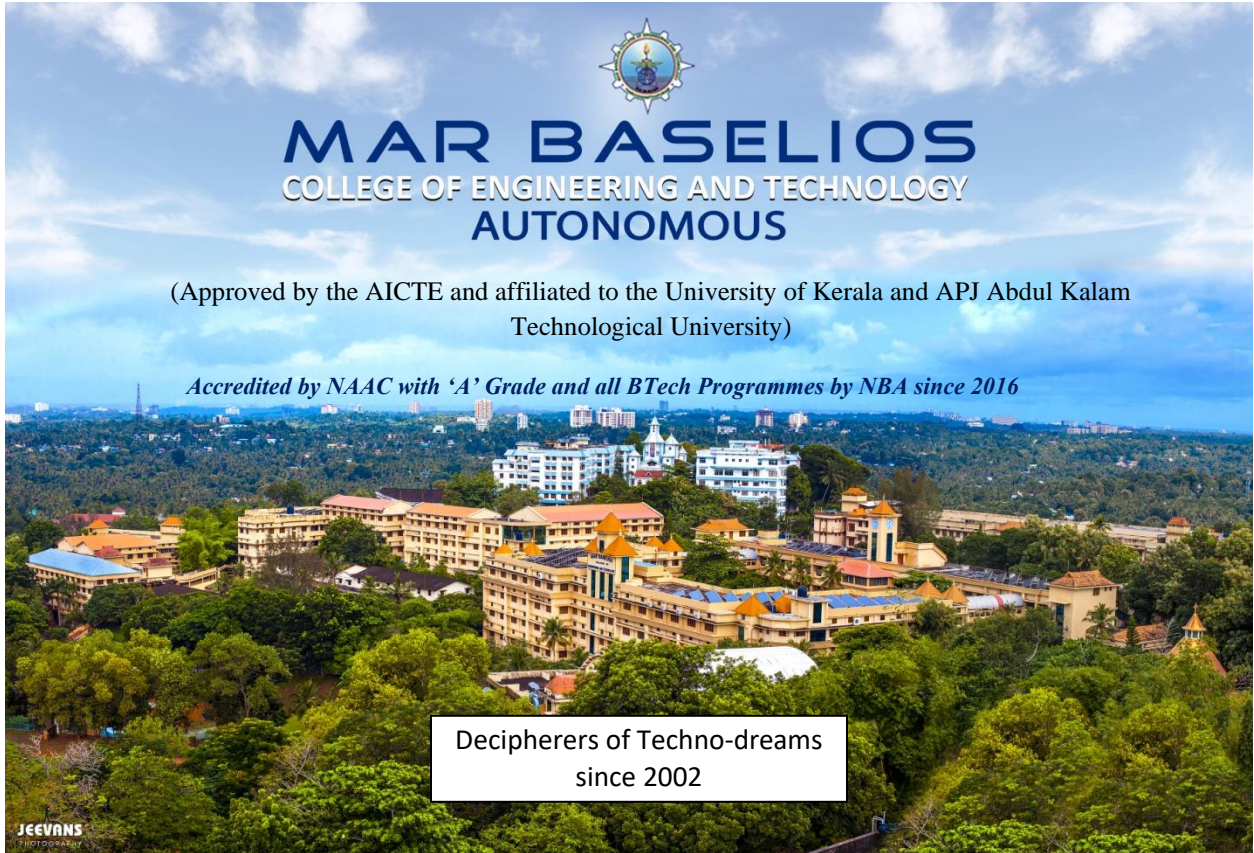 MAR BASELIOS
COLLEGE OF ENGINEERING AND TECHNOLOGY
AUTONOMOUS
(Approved by the AICTE and affiliated to the University of Kerala and APJ Abdul Kalam
Technological University)
Accredited by NAAC with ‘A’ Grade and all BTech Programmes by NBA since 2016
Decipherers of Techno-dreams
since 2002
JEEVANS
PHOTOGRAPHY